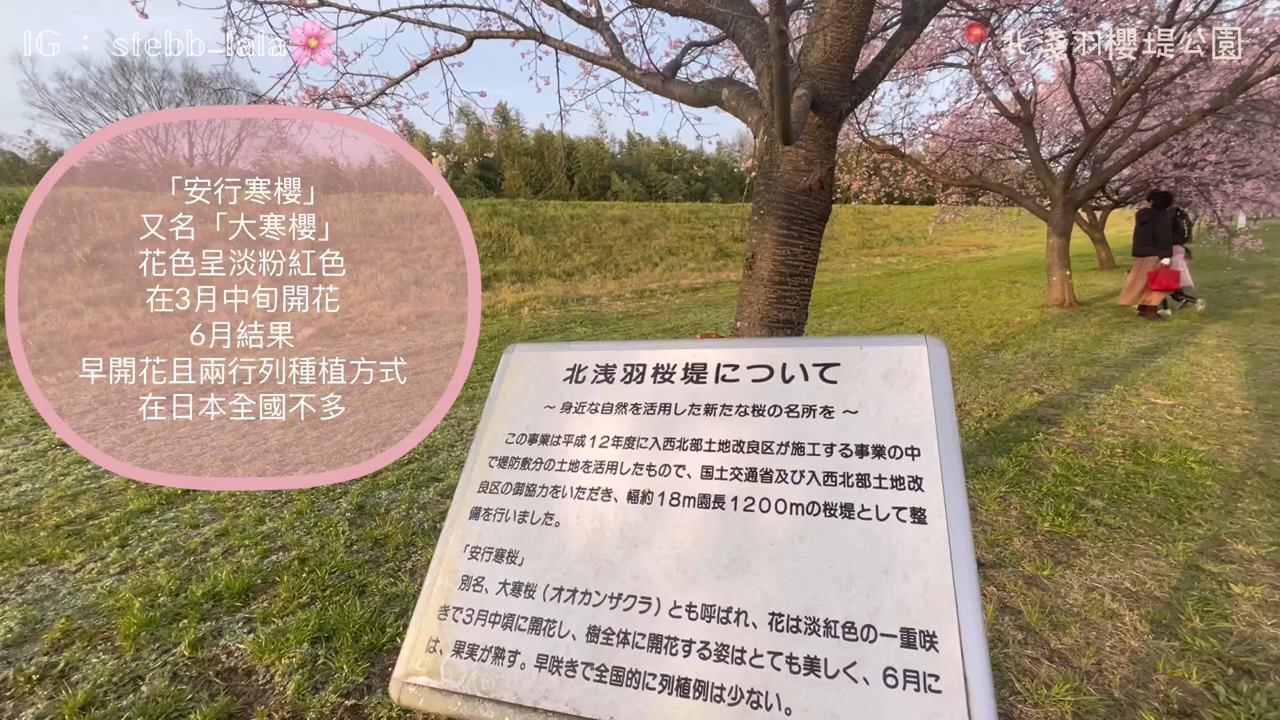 IG : stebb_lala
北淺羽櫻堤公園
「安行寒櫻」
又名「大寒櫻」
花色呈淡粉紅色
在3月中旬開花
6月結果
早開花且兩行列種植方式
在日本全國不多
北浅羽桜堤について
～ 身近な自然を活用した新たな桜の名所を ～
この事業は平成12年度に入西北部土地改良区が施工する事業の中
で堤防敷分の土地を活用したもので、国土交通省及び入西北部土地改
良区の御協力をいただき、幅約18m園長1200mの桜堤として整
備を行いました。
「安行寒桜」
別名、大寒桜（オオカンザクラ）とも呼ばれ、花は淡紅色の一重咲
きで3月中頃に開花し、樹全体に開花する姿はとても美しく、6月に
は、果実が熟す。早咲きで全国的に列植例は少ない。